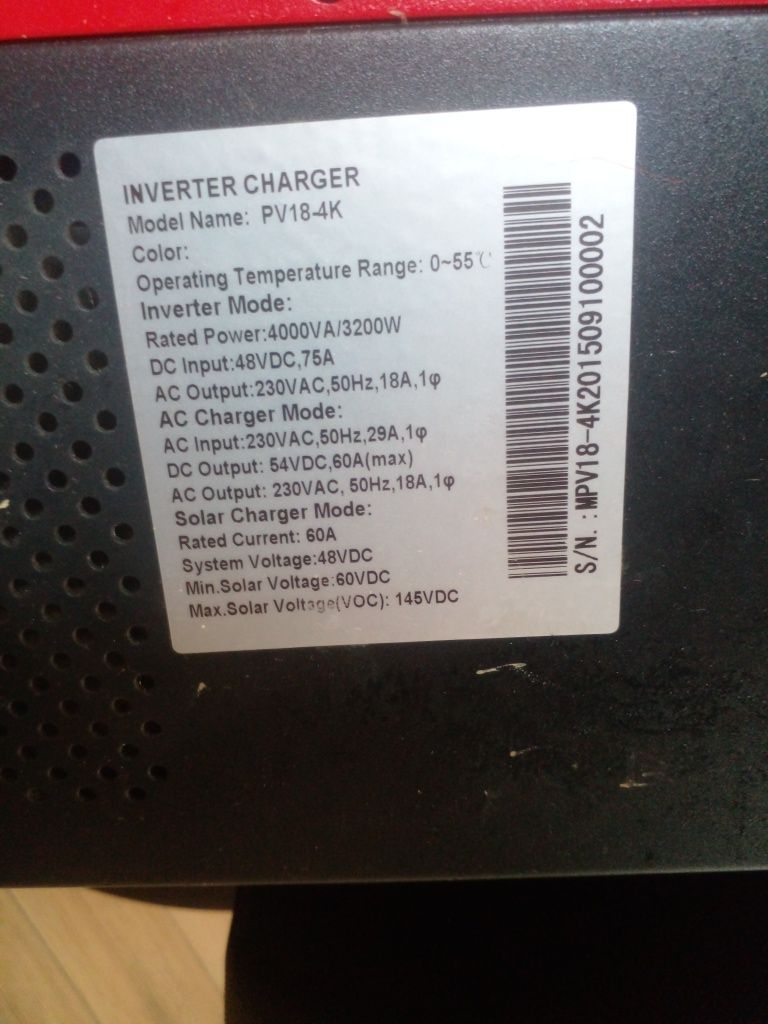 INVERTER CHARGER
Model Name: PV18-4K
Color:
Operating Temperature Range: 0~55℃
Inverter Mode:
Rated Power:4000VA/3200W
DC Input:48VDC,75A
AC Output:230VAC,50Hz,18A,1φ
AC Charger Mode:
AC Input:230VAC,50Hz,29A,1φ
DC Output: 54VDC,60A(max)
AC Output: 230VAC, 50Hz,18A,1φ
Solar Charger Mode:
Rated Current: 60A
System Voltage:48VDC
Min.Solar Voltage:60VDC
Max.Solar Voltage(VOC): 145VDC
S/N.:MPV18-4K201509100002